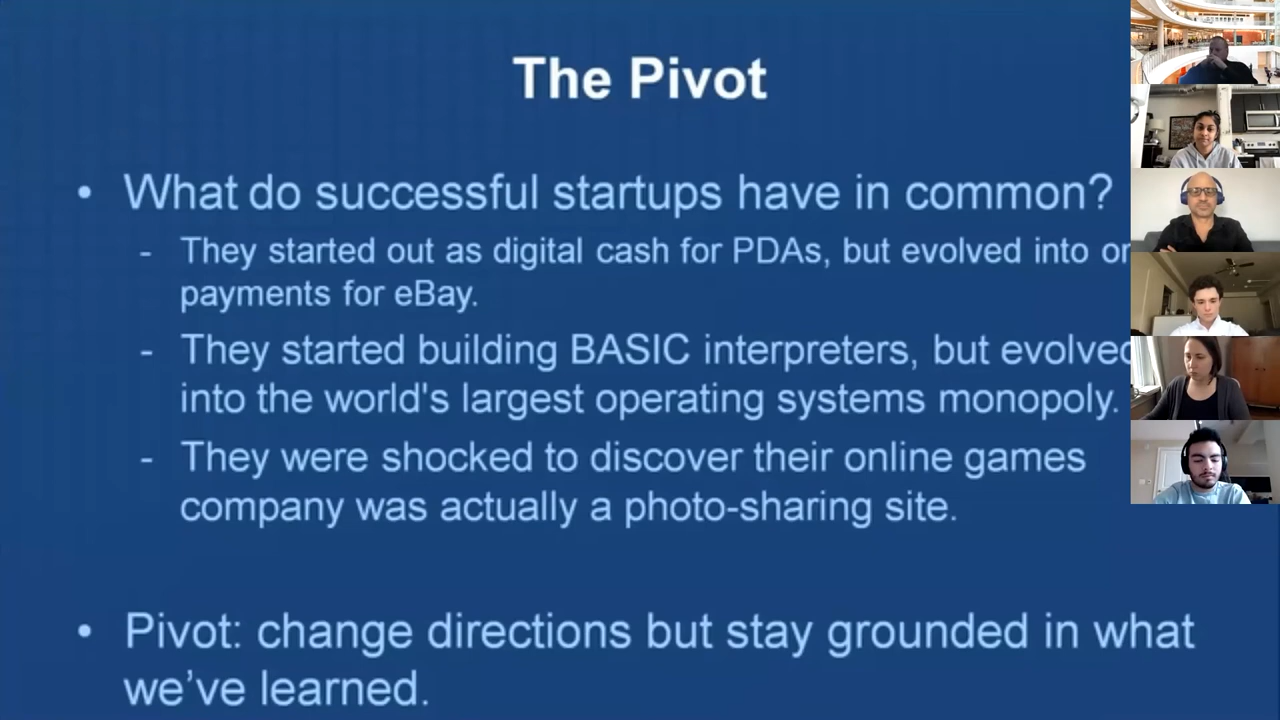 The Pivot
• What do successful startups have in common?
- They started out as digital cash for PDAs, but evolved into
payments for eBay.
- They started building BASIC interpreters, but evolved
into the world's largest operating systems monopoly.
- They were shocked to discover their online games
company was actually a photo-sharing site.
• Pivot: change directions but stay grounded in what
we’ve learned.